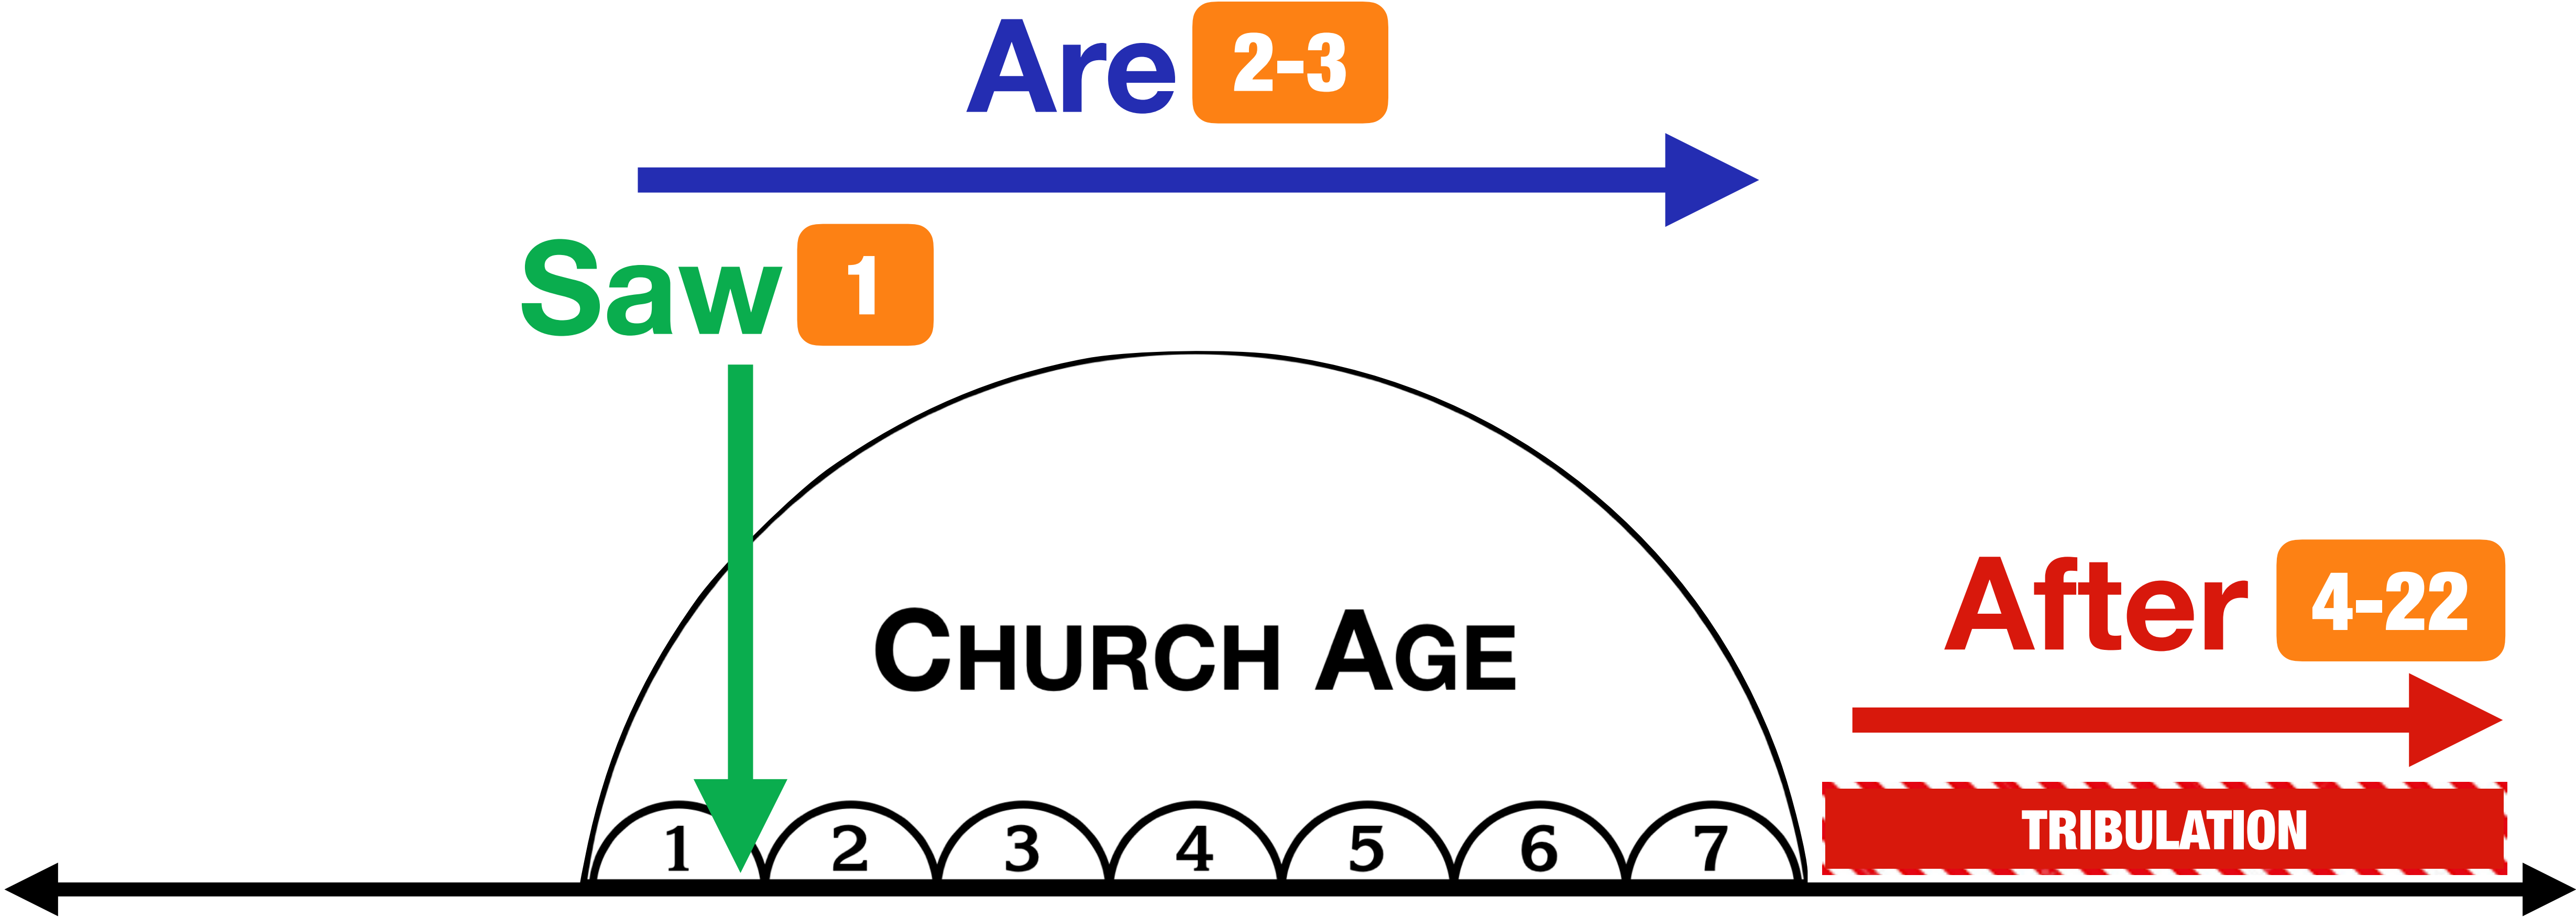 Are 2-3
Saw 1
CHURCH AGE
After 4-22
1 2 3 4 5 6 7
TRIBULATION